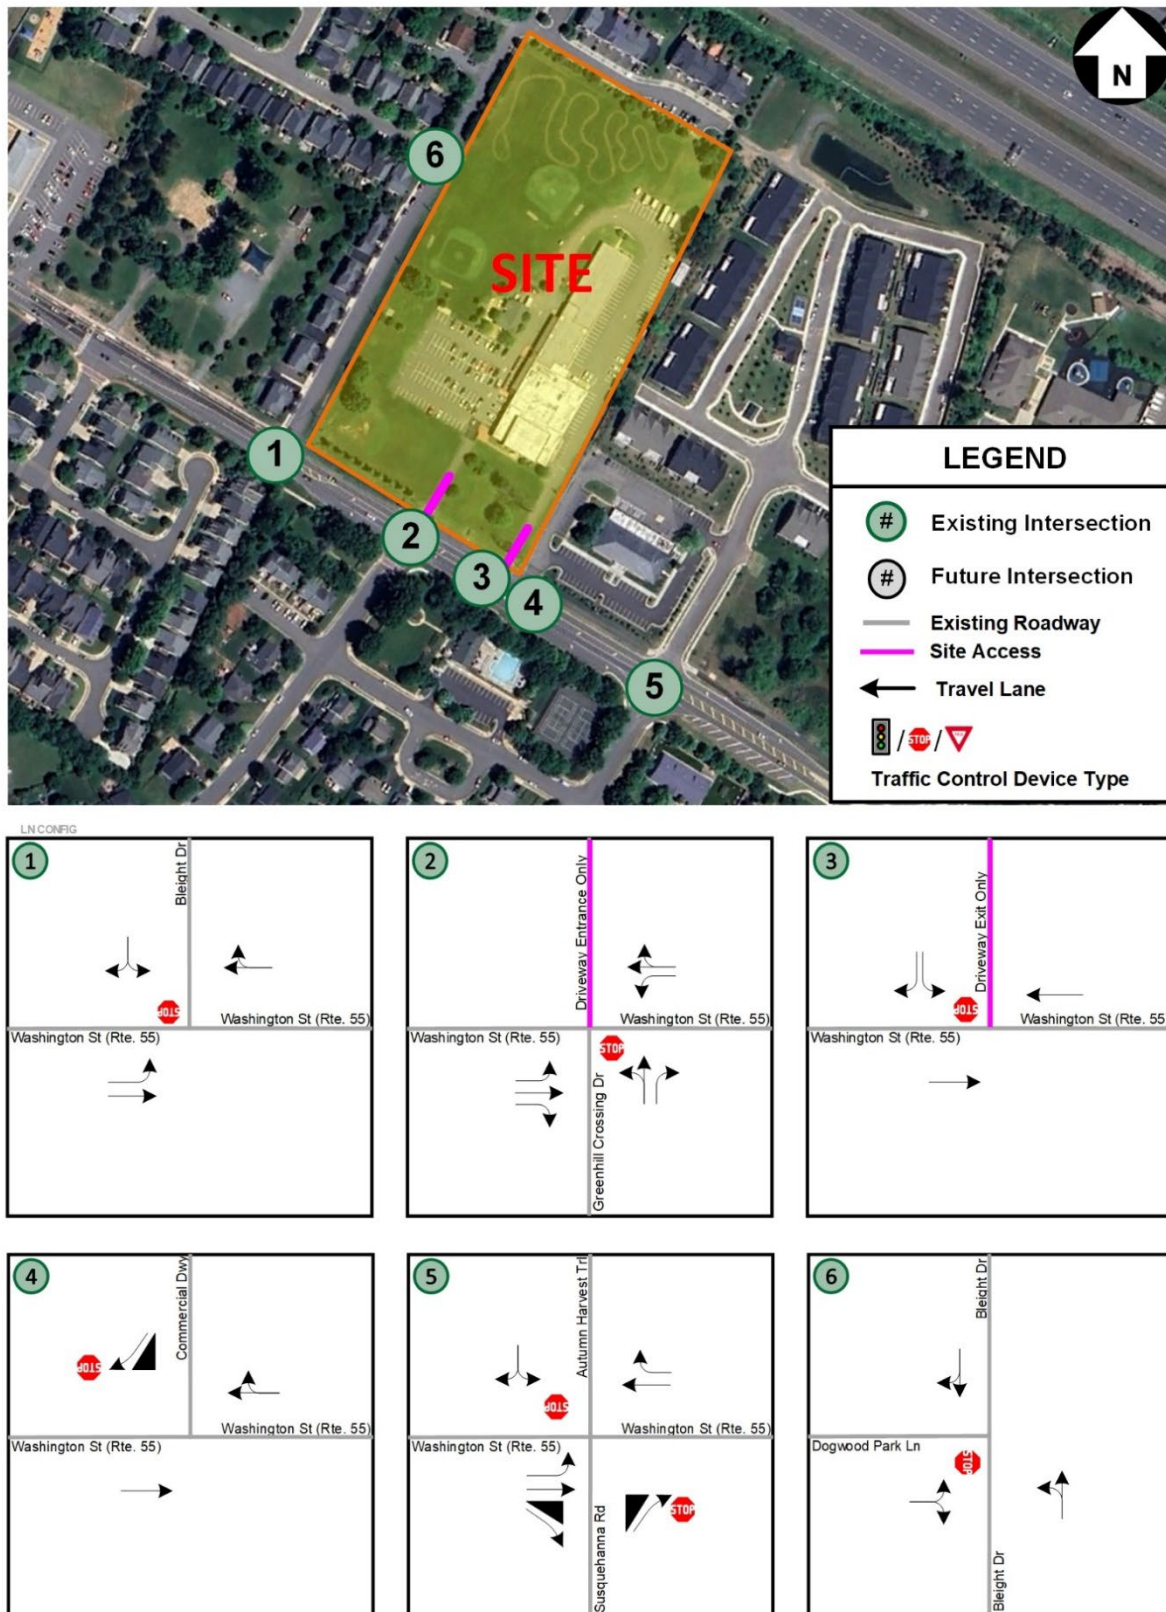 N
6
SITE
1
2
3
4
5
LEGEND
# Existing Intersection
# Future Intersection
Existing Roadway
Site Access
Travel Lane
/ STOP /
Traffic Control Device Type
LN CONFIG
1
Bleight Dr
STOP
Washington St (Rte. 55)
Washington St (Rte. 55)
2
Driveway Entrance Only
Washington St (Rte. 55)
Washington St (Rte. 55)
STOP
Greenhill Crossing Dr
3
Driveway Exit Only
STOP
Washington St (Rte. 55)
Washington St (Rte. 55)
4
Commercial Dwy
STOP
Washington St (Rte. 55)
Washington St (Rte. 55)
5
Autumn Harvest Trl
STOP
Washington St (Rte. 55)
Washington St (Rte. 55)
STOP
Susquehanna Rd
6
Bleight Dr
Dogwood Park Ln
STOP
Bleight Dr